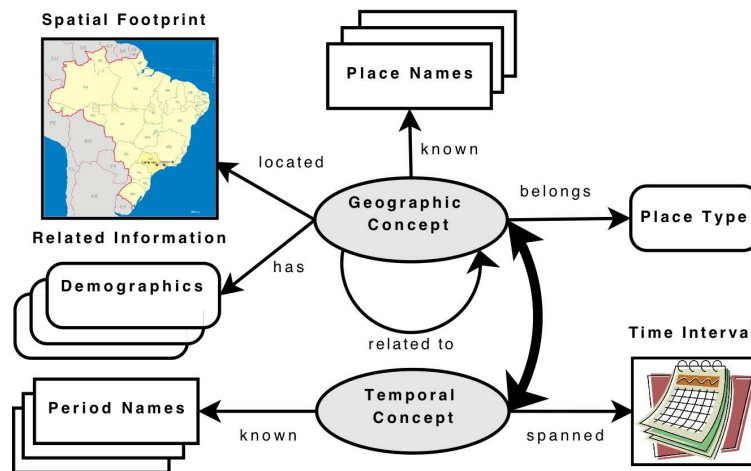 Spatial Footprint
Place Names
located
known
belongs
Geographic
Concept
Place Type
Related Information
has
Demographics
related to
Time Interva
Temporal
Concept
Period Names
known
spanned